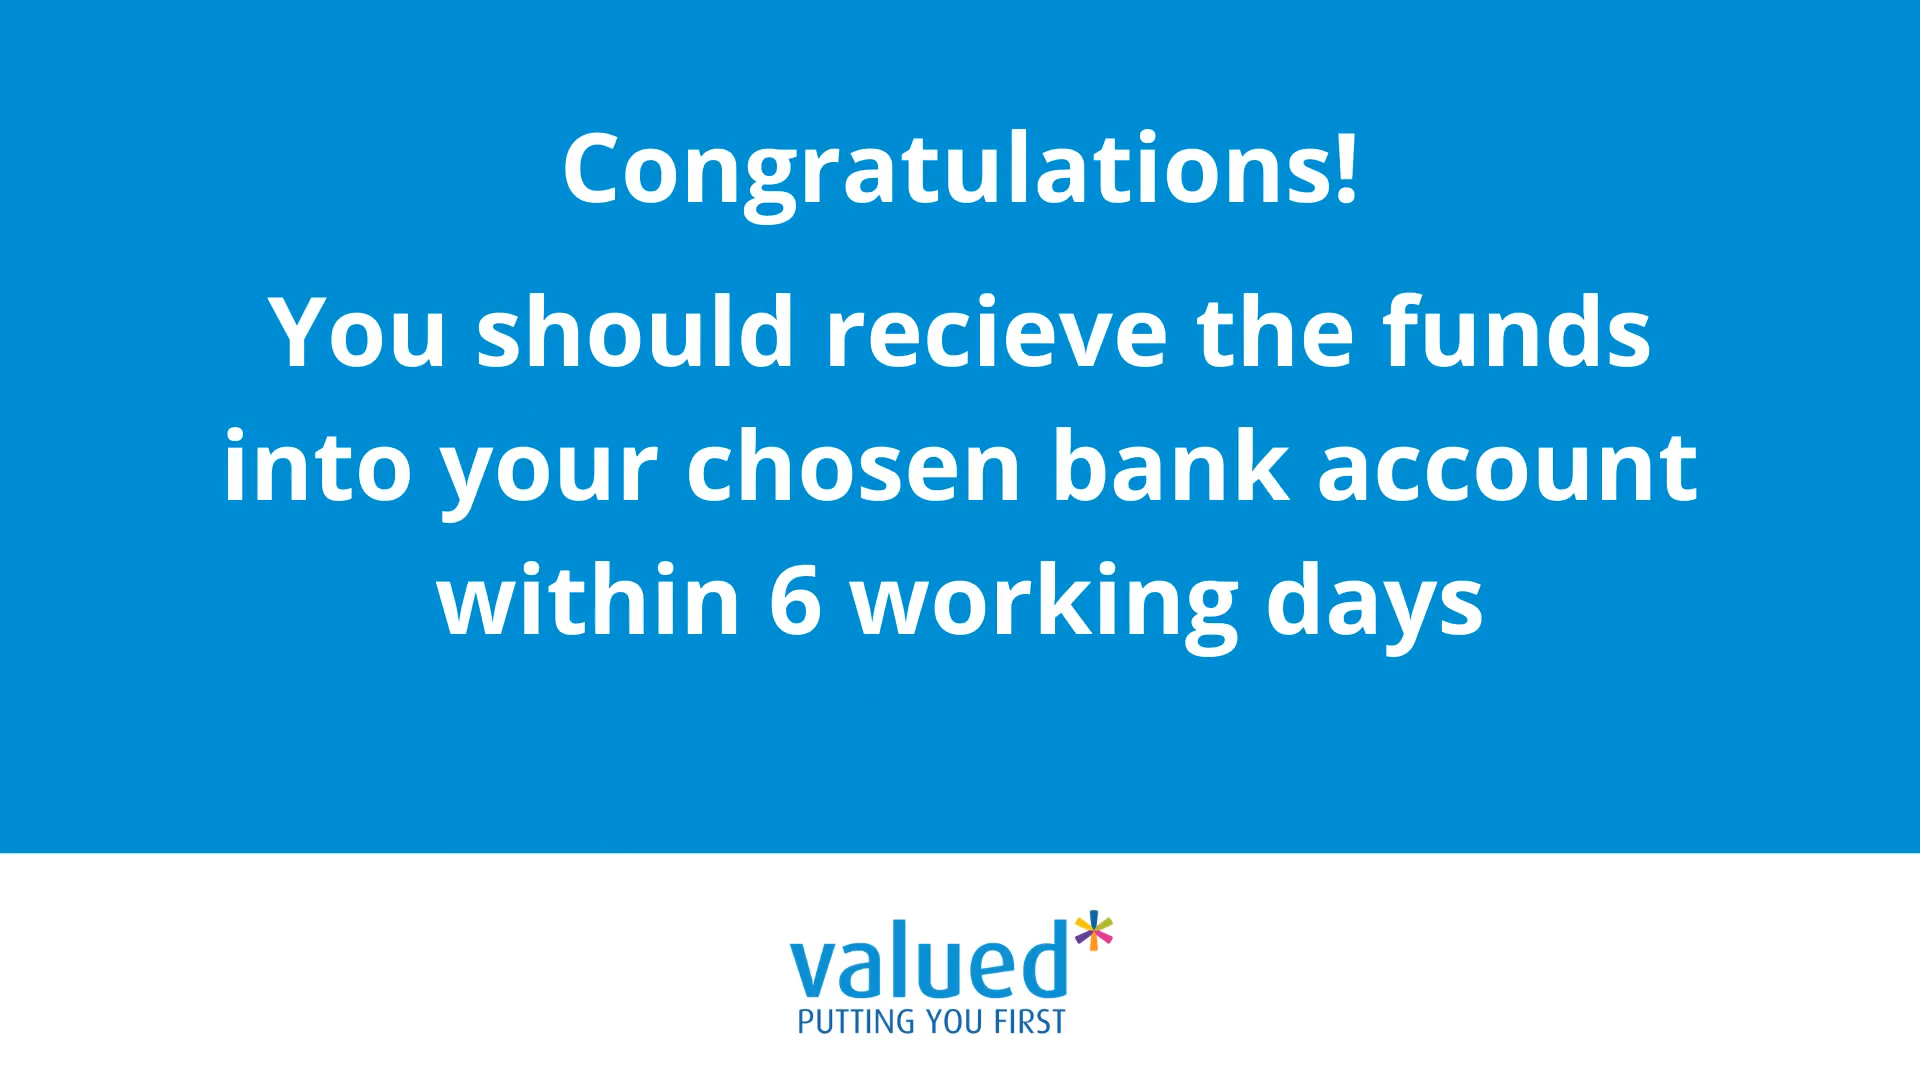 Congratulations!
You should recieve the funds
into your chosen bank account
within 6 working days
valued*
PUTTING YOU FIRST